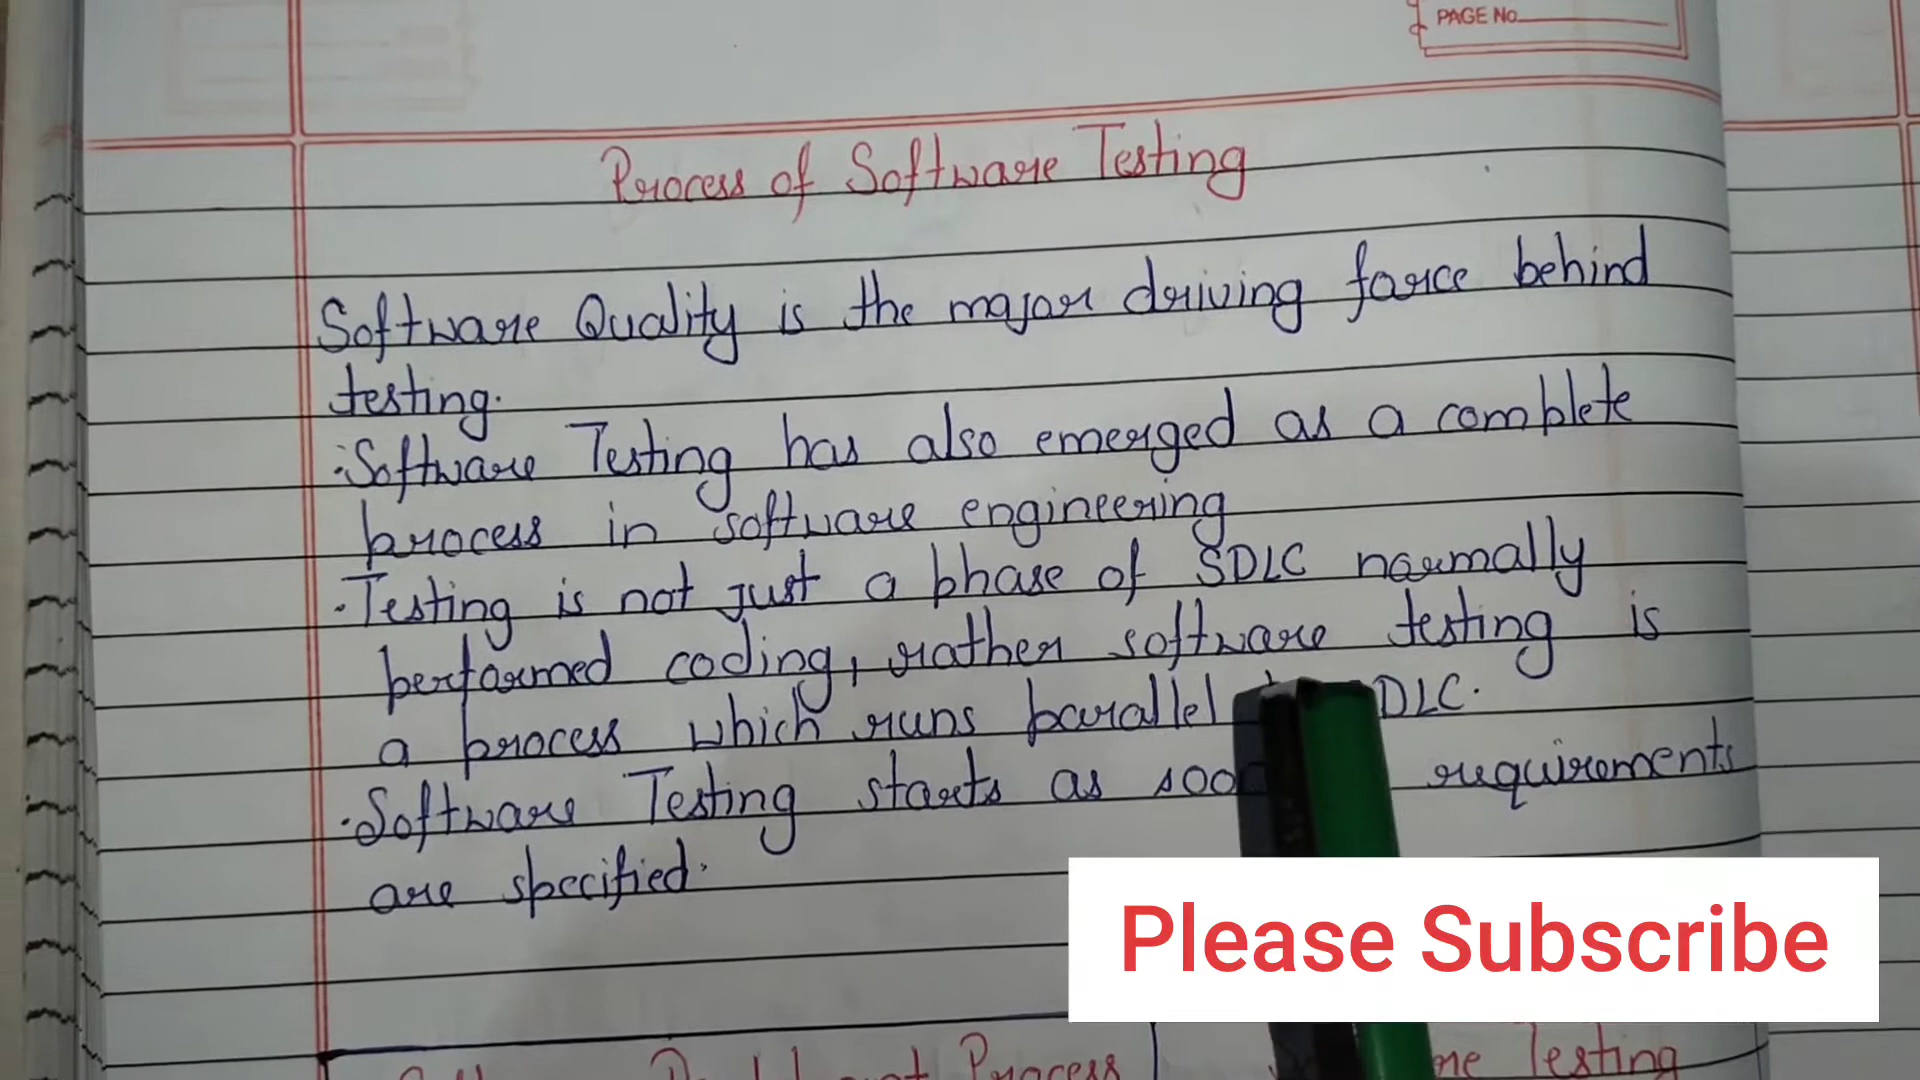 PAGE No.
Process of Software Testing
Software Quality is the major driving force behind
testing.
·Software Testing has also emerged as a complete
process in software engineering
·Testing is not just a phase of SDLC normally
performed coding, rather software testing is
a process which runs parallel DLC.
·Software Testing starts as soo requirements
are specified.
Please Subscribe
Process
Testing